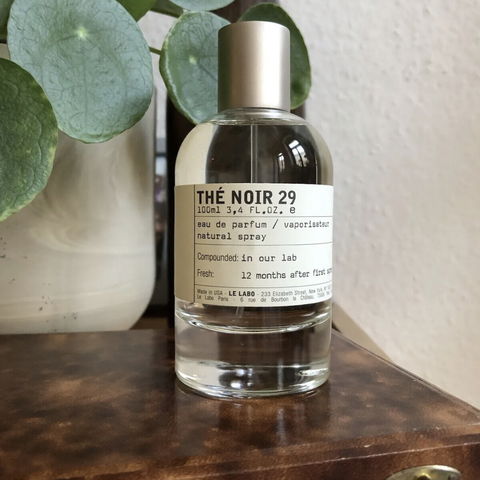 THÉ NOIR 29
100ml 3,4 FL.OZ. e
eau de parfum / vaporisateur
natural spray
Compounded: in our lab
Fresh: 12 months after first
Made in USA - LE LABO - 233 Elizabeth Street, New York,
Le Labo Paris - 6 rue de Bourbon le Château,